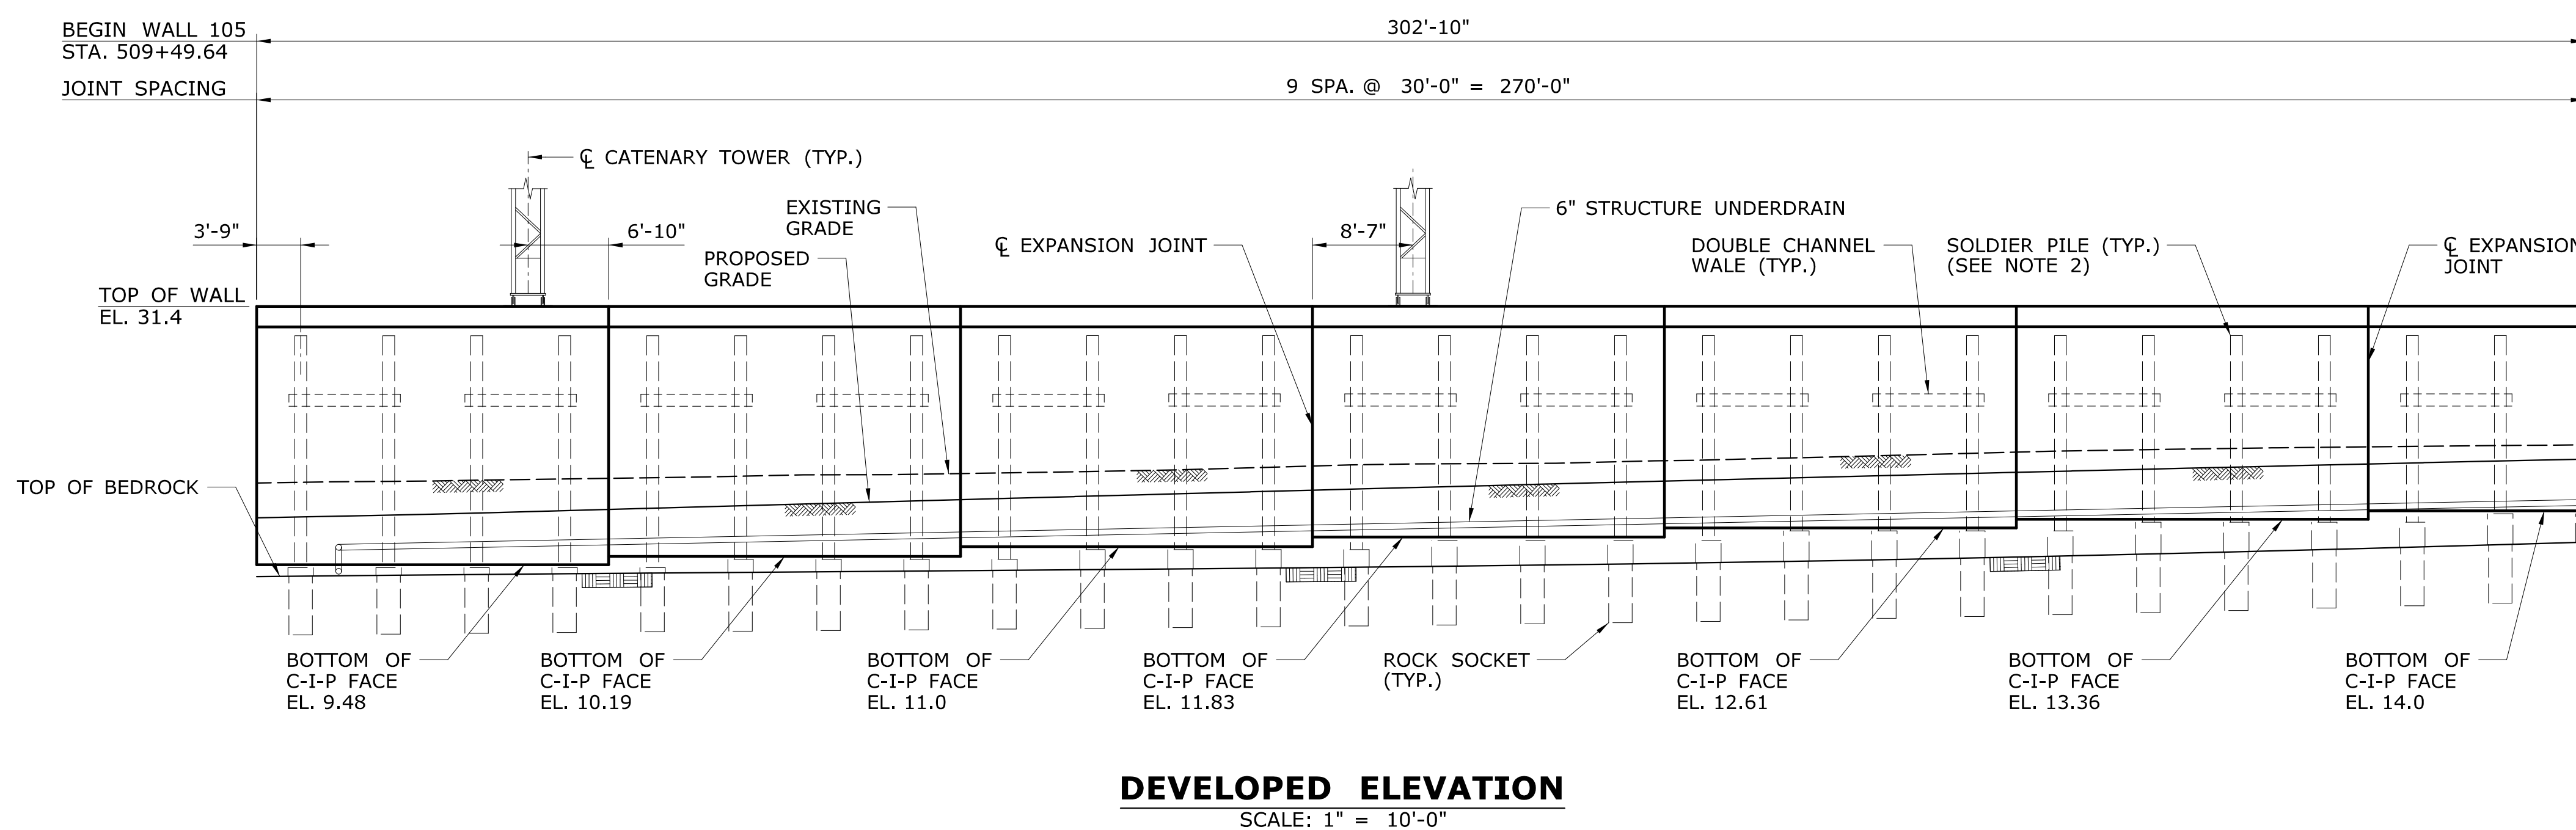 BEGIN WALL 105
STA. 509+49.64
302'-10"
JOINT SPACING
9 SPA. @ 30'-0" = 270'-0"
℄ CATENARY TOWER (TYP.)
3'-9"
6'-10"
EXISTING
GRADE
PROPOSED
GRADE
℄ EXPANSION JOINT
8'-7"
6" STRUCTURE UNDERDRAIN
DOUBLE CHANNEL
WALE (TYP.)
SOLDIER PILE (TYP.)
(SEE NOTE 2)
℄ EXPANSION
JOINT
TOP OF WALL
EL. 31.4
TOP OF BEDROCK
BOTTOM OF
C-I-P FACE
EL. 9.48
BOTTOM OF
C-I-P FACE
EL. 10.19
BOTTOM OF
C-I-P FACE
EL. 11.0
BOTTOM OF
C-I-P FACE
EL. 11.83
ROCK SOCKET
(TYP.)
BOTTOM OF
C-I-P FACE
EL. 12.61
BOTTOM OF
C-I-P FACE
EL. 13.36
BOTTOM OF
C-I-P FACE
EL. 14.0
DEVELOPED ELEVATION
SCALE: 1" = 10'-0"